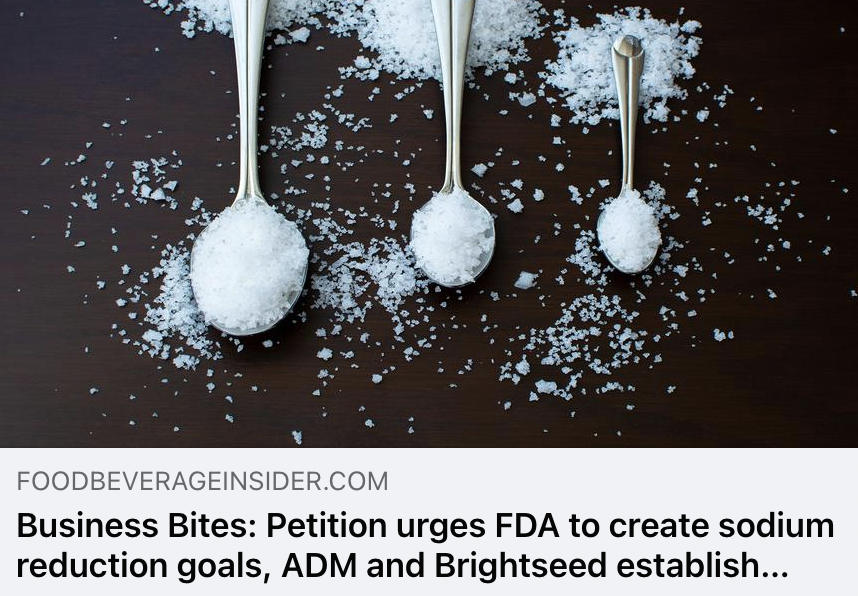 FOODBEVERAGEINSIDER.COM
Business Bites: Petition urges FDA to create sodium
reduction goals, ADM and Brightseed establish...